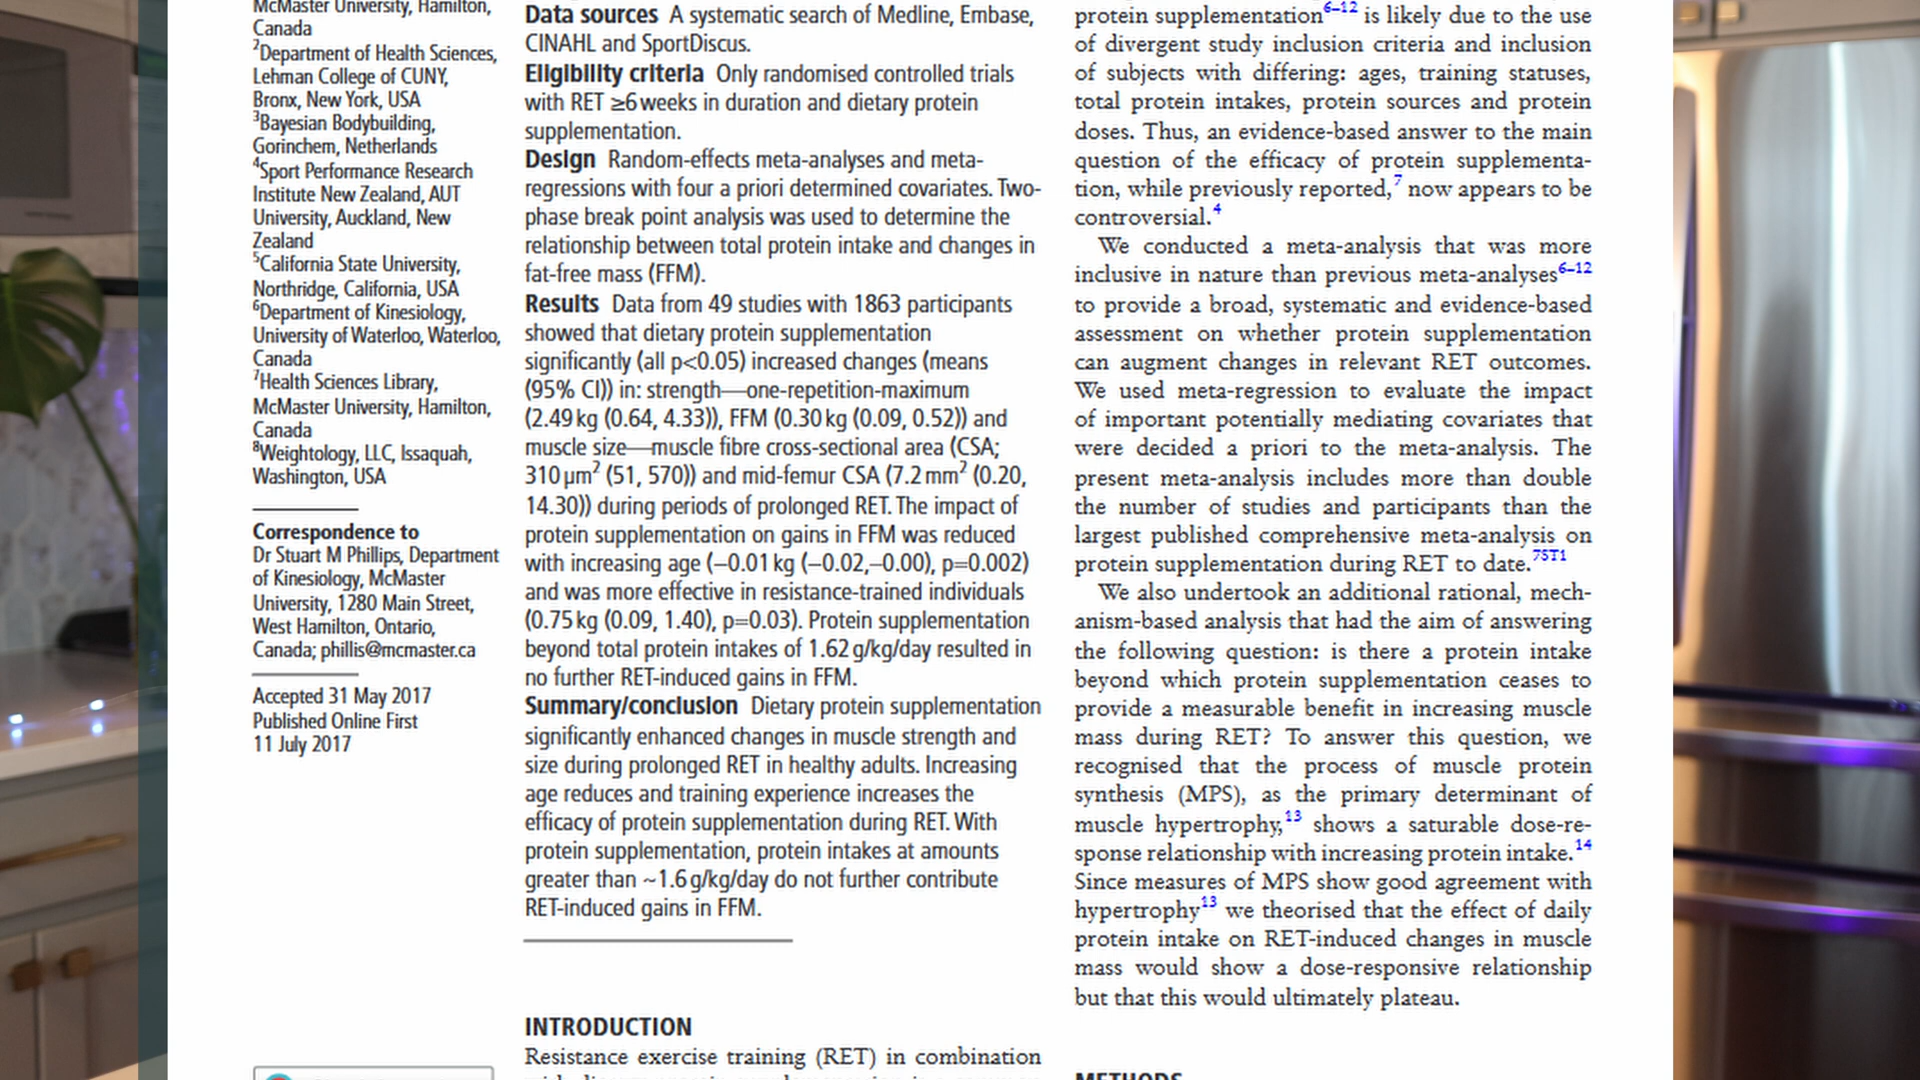 McMaster University, Hamilton,
Canada
2Department of Health Sciences,
Lehman College of CUNY,
Bronx, New York, USA
3Bayesian Bodybuilding,
Gorinchem, Netherlands
4Sport Performance Research
Institute New Zealand, AUT
University, Auckland, New
Zealand
5California State University,
Northridge, California, USA
6Department of Kinesiology,
University of Waterloo, Waterloo,
Canada
7Health Sciences Library,
McMaster University, Hamilton,
Canada
8Weightology, LLC, Issaquah,
Washington, USA
Correspondence to
Dr Stuart M Phillips, Department
of Kinesiology, McMaster
University, 1280 Main Street,
West Hamilton, Ontario,
Canada; phillis@mcmaster.ca
Accepted 31 May 2017
Published Online First
11 July 2017
Data sources A systematic search of Medline, Embase,
CINAHL and SportDiscus.
Eligibility criteria Only randomised controlled trials
with RET ≥6 weeks in duration and dietary protein
supplementation.
Design Random-effects meta-analyses and meta-
regressions with four a priori determined covariates. Two-
phase break point analysis was used to determine the
relationship between total protein intake and changes in
fat-free mass (FFM).
Results Data from 49 studies with 1863 participants
showed that dietary protein supplementation
significantly (all p<0.05) increased changes (means
(95% CI)) in: strength—one-repetition-maximum
(2.49 kg (0.64, 4.33)), FFM (0.30 kg (0.09, 0.52)) and
muscle size—muscle fibre cross-sectional area (CSA;
310 µm2 (51, 570)) and mid-femur CSA (7.2 mm2 (0.20,
14.30)) during periods of prolonged RET. The impact of
protein supplementation on gains in FFM was reduced
with increasing age (−0.01 kg (−0.02,−0.00), p=0.002)
and was more effective in resistance-trained individuals
(0.75 kg (0.09, 1.40), p=0.03). Protein supplementation
beyond total protein intakes of 1.62 g/kg/day resulted in
no further RET-induced gains in FFM.
Summary/conclusion Dietary protein supplementation
significantly enhanced changes in muscle strength and
size during prolonged RET in healthy adults. Increasing
age reduces and training experience increases the
efficacy of protein supplementation during RET. With
protein supplementation, protein intakes at amounts
greater than ~1.6 g/kg/day do not further contribute
RET-induced gains in FFM.
INTRODUCTION
Resistance exercise training (RET) in combination
protein supplementation6–12 is likely due to the use
of divergent study inclusion criteria and inclusion
of subjects with differing: ages, training statuses,
total protein intakes, protein sources and protein
doses. Thus, an evidence-based answer to the main
question of the efficacy of protein supplementa-
tion, while previously reported,7 now appears to be
controversial.4
We conducted a meta-analysis that was more
inclusive in nature than previous meta-analyses6–12
to provide a broad, systematic and evidence-based
assessment on whether protein supplementation
can augment changes in relevant RET outcomes.
We used meta-regression to evaluate the impact
of important potentially mediating covariates that
were decided a priori to the meta-analysis. The
present meta-analysis includes more than double
the number of studies and participants than the
largest published comprehensive meta-analysis on
protein supplementation during RET to date.7ST1
We also undertook an additional rational, mech-
anism-based analysis that had the aim of answering
the following question: is there a protein intake
beyond which protein supplementation ceases to
provide a measurable benefit in increasing muscle
mass during RET? To answer this question, we
recognised that the process of muscle protein
synthesis (MPS), as the primary determinant of
muscle hypertrophy,13 shows a saturable dose-re-
sponse relationship with increasing protein intake.14
Since measures of MPS show good agreement with
hypertrophy13 we theorised that the effect of daily
protein intake on RET-induced changes in muscle
mass would show a dose-responsive relationship
but that this would ultimately plateau.
METHODS